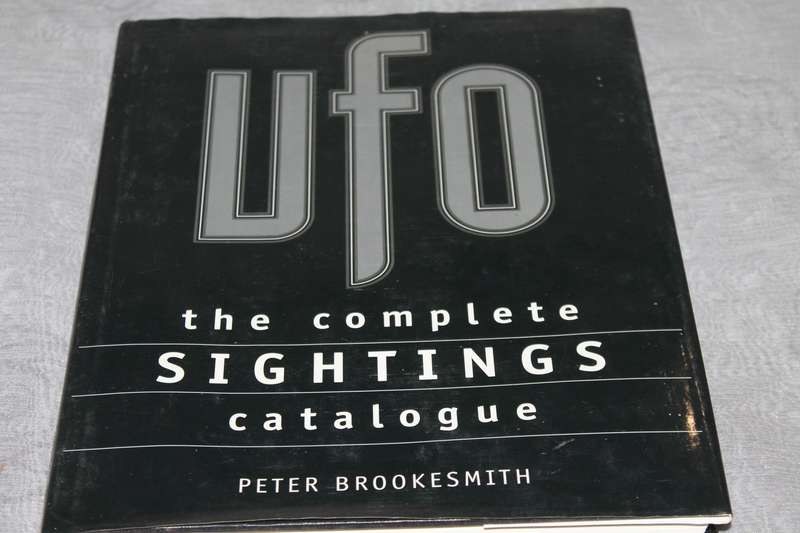 ufo
the complete
SIGHTINGS
catalogue
PETER BROOKESMITH